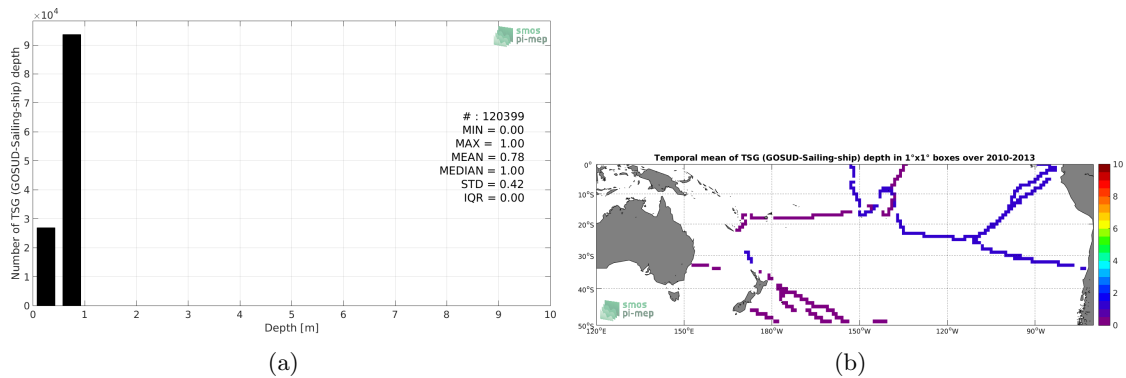 ×10⁴
smos
pi-mep
Number of TSG (GOSUD-Sailing-ship) depth
9
8
7
6
5
4
3
2
1
0
# : 120399
MIN = 0.00
MAX = 1.00
MEAN = 0.78
MEDIAN = 1.00
STD = 0.42
IQR = 0.00
0 1 2 3 4 5 6 7 8 9 10
Depth [m]
(a)
Temporal mean of TSG (GOSUD-Sailing-ship) depth in 1°x1° boxes over 2010-2013
0°
10°S
20°S
30°S
40°S
50°S
120°E 150°E 180°W 150°W 120°W 90°W
10
8
6
4
2
0
smos
pi-mep
(b)